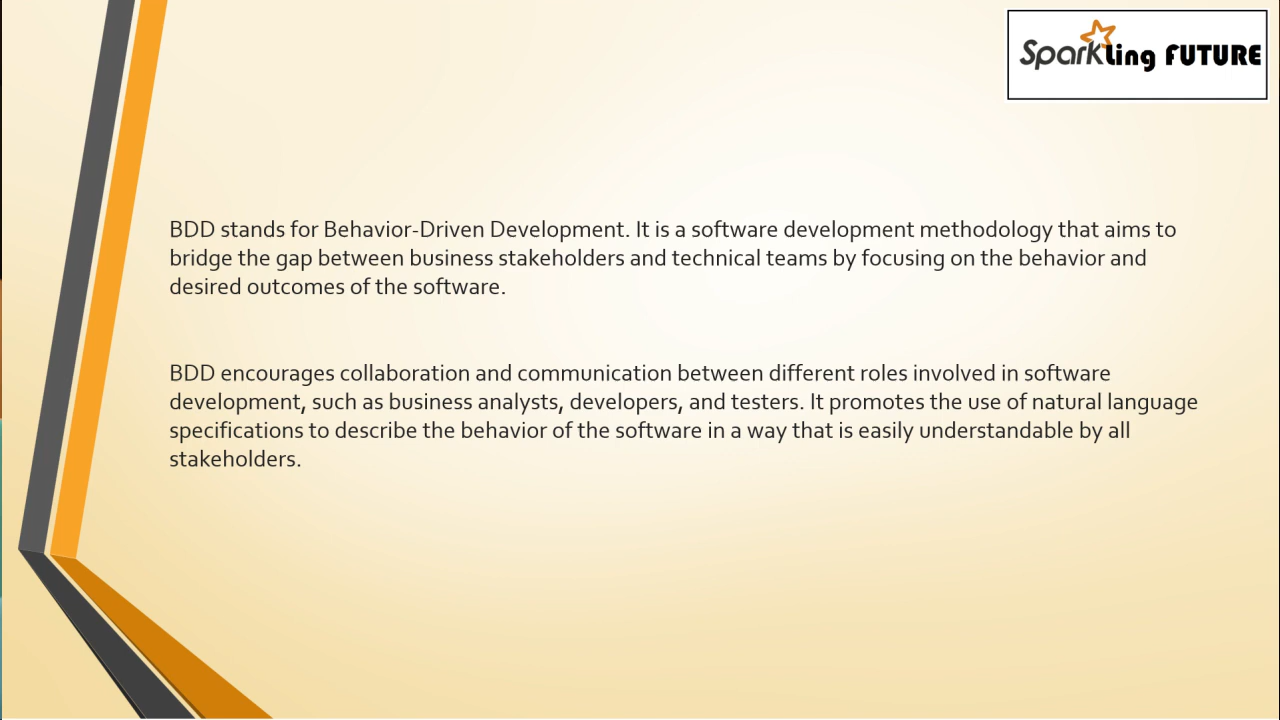 Sparkling FUTURE
BDD stands for Behavior-Driven Development. It is a software development methodology that aims to
bridge the gap between business stakeholders and technical teams by focusing on the behavior and
desired outcomes of the software.
BDD encourages collaboration and communication between different roles involved in software
development, such as business analysts, developers, and testers. It promotes the use of natural language
specifications to describe the behavior of the software in a way that is easily understandable by all
stakeholders.